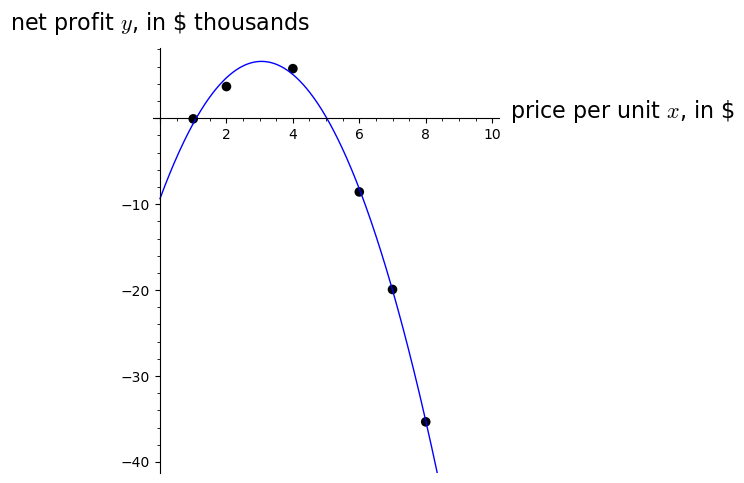 net profit y, in $ thousands
price per unit x, in $
2 4 6 8 10
−10
−20
−30
−40